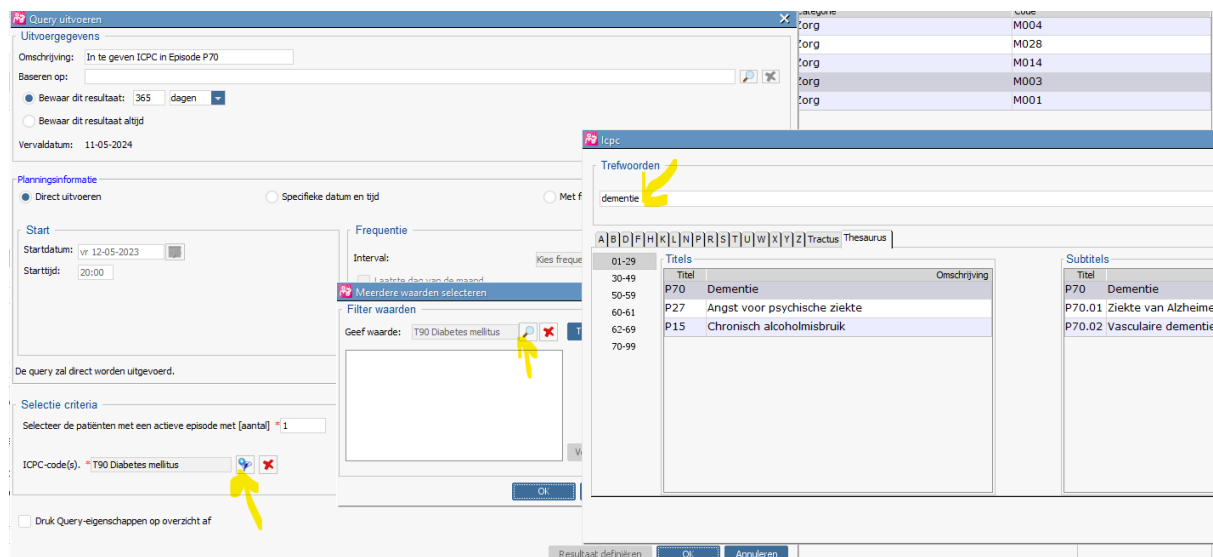 Query uitvoeren
Uitvoergegevens
Omschrijving: In te geven ICPC in Episode P70
Baseren op:
Bewaar dit resultaat: 365 dagen
Bewaar dit resultaat altijd
Vervaldatum: 11-05-2024
Planningsinformatie
Direct uitvoeren
Specifieke datum en tijd
Met f
Start
Startdatum: vr 12-05-2023
Starttijd: 20:00
Frequentie
Interval: Kies freque
Laatste dag van de maand
De query zal direct worden uitgevoerd.
Selectie criteria
Selecteer de patiënten met een actieve episode met [aantal] * 1
ICPC-code(s). * T90 Diabetes mellitus
Druk Query-eigenschappen op overzicht af
Resultaat definiëren Ok Annuleren
Meerdere waarden selecteren
Filter waarden
Geef waarde: T90 Diabetes mellitus T
V
OK
Categorie Code
Zorg M004
Zorg M028
Zorg M014
Zorg M003
Zorg M001
Icpc
Trefwoorden
dementie
A B D F H K L N P R S T U W X Y Z Tractus Thesaurus
01-29
30-49
50-59
60-61
62-69
70-99
Titels
Titel Omschrijving
P70 Dementie
P27 Angst voor psychische ziekte
P15 Chronisch alcoholmisbruik
Subtitels
Titel
P70 Dementie
P70.01 Ziekte van Alzheime
P70.02 Vasculaire dementie